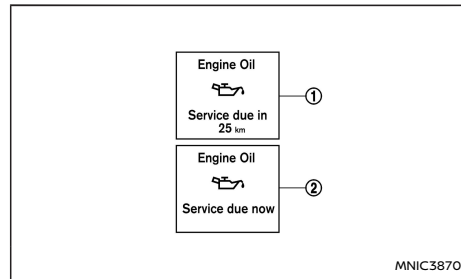 Engine Oil
Service due in
25 km
①
Engine Oil
Service due now
②
MNIC3870